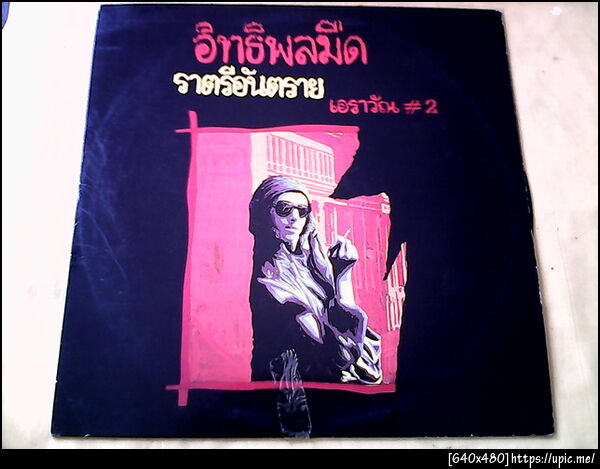 อิทธิพลมืด
ราตรีอันตราย
เอราวัณ #2
[640x480]https://upic.me/